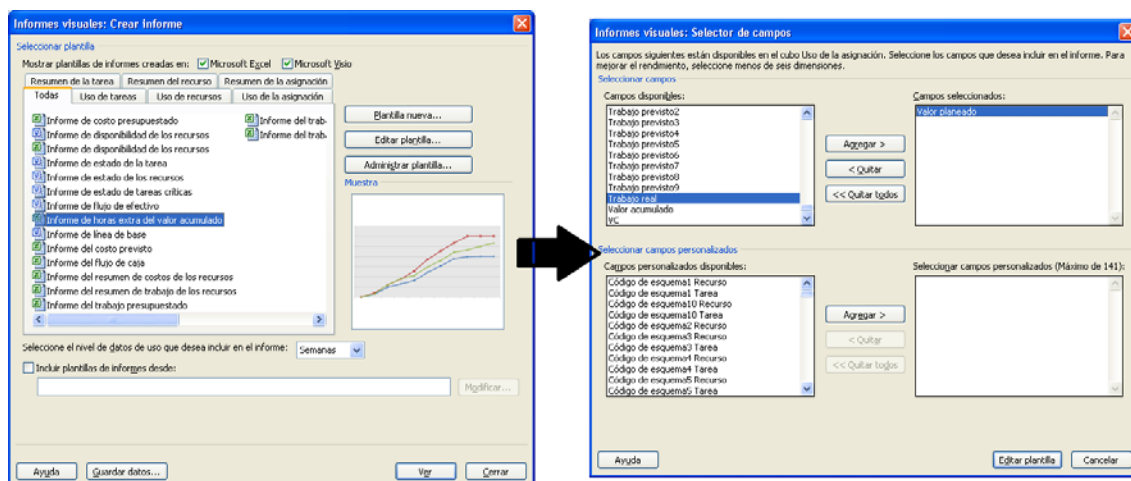 Informes visuales: Crear informe
Seleccionar plantilla
Mostrar plantillas de informes creadas en: Microsoft Excel Microsoft Visio
Resumen de la tarea Resumen del recurso Resumen de la asignación
Todas Uso de tareas Uso de recursos Uso de la asignación
Informe de costo presupuestado
Informe de disponibilidad de los recursos
Informe de disponibilidad de los recursos
Informe de estado de la tarea
Informe de estado de los recursos
Informe de estado de tareas críticas
Informe de flujo de efectivo
Informe de horas extra del valor acumulado
Informe de línea de base
Informe del costo previsto
Informe del flujo de caja
Informe del resumen de costos de los recursos
Informe del resumen de trabajo de los recursos
Informe del trabajo presupuestado
Informe del trab
Informe del trab
Plantilla nueva...
Editar plantilla...
Administrar plantilla...
Muestra
Seleccione el nivel de datos de uso que desea incluir en el informe: Semanas
Incluir plantillas de informes desde:
Modificar...
Ayuda Guardar datos... Ver Cerrar
Informes visuales: Selector de campos
Los campos siguientes están disponibles en el cubo Uso de la asignación. Seleccione los campos que desea incluir en el informe. Para
mejorar el rendimiento, seleccione menos de seis dimensiones.
Seleccionar campos
Campos disponibles:
Trabajo previsto2
Trabajo previsto3
Trabajo previsto4
Trabajo previsto5
Trabajo previsto6
Trabajo previsto7
Trabajo previsto8
Trabajo previsto9
Trabajo real
Valor acumulado
VC
Agregar >
< Quitar
<< Quitar todos
Campos seleccionados:
Valor planeado
Seleccionar campos personalizados
Campos personalizados disponibles:
Código de esquema1 Recurso
Código de esquema1 Tarea
Código de esquema10 Recurso
Código de esquema10 Tarea
Código de esquema2 Recurso
Código de esquema3 Recurso
Código de esquema3 Tarea
Código de esquema4 Recurso
Código de esquema4 Tarea
Código de esquema5 Recurso
Código de esquema5 Tarea
Agregar >
< Quitar
<< Quitar todos
Seleccionar campos personalizados (Máximo de 141):
Ayuda Editar plantilla Cancelar